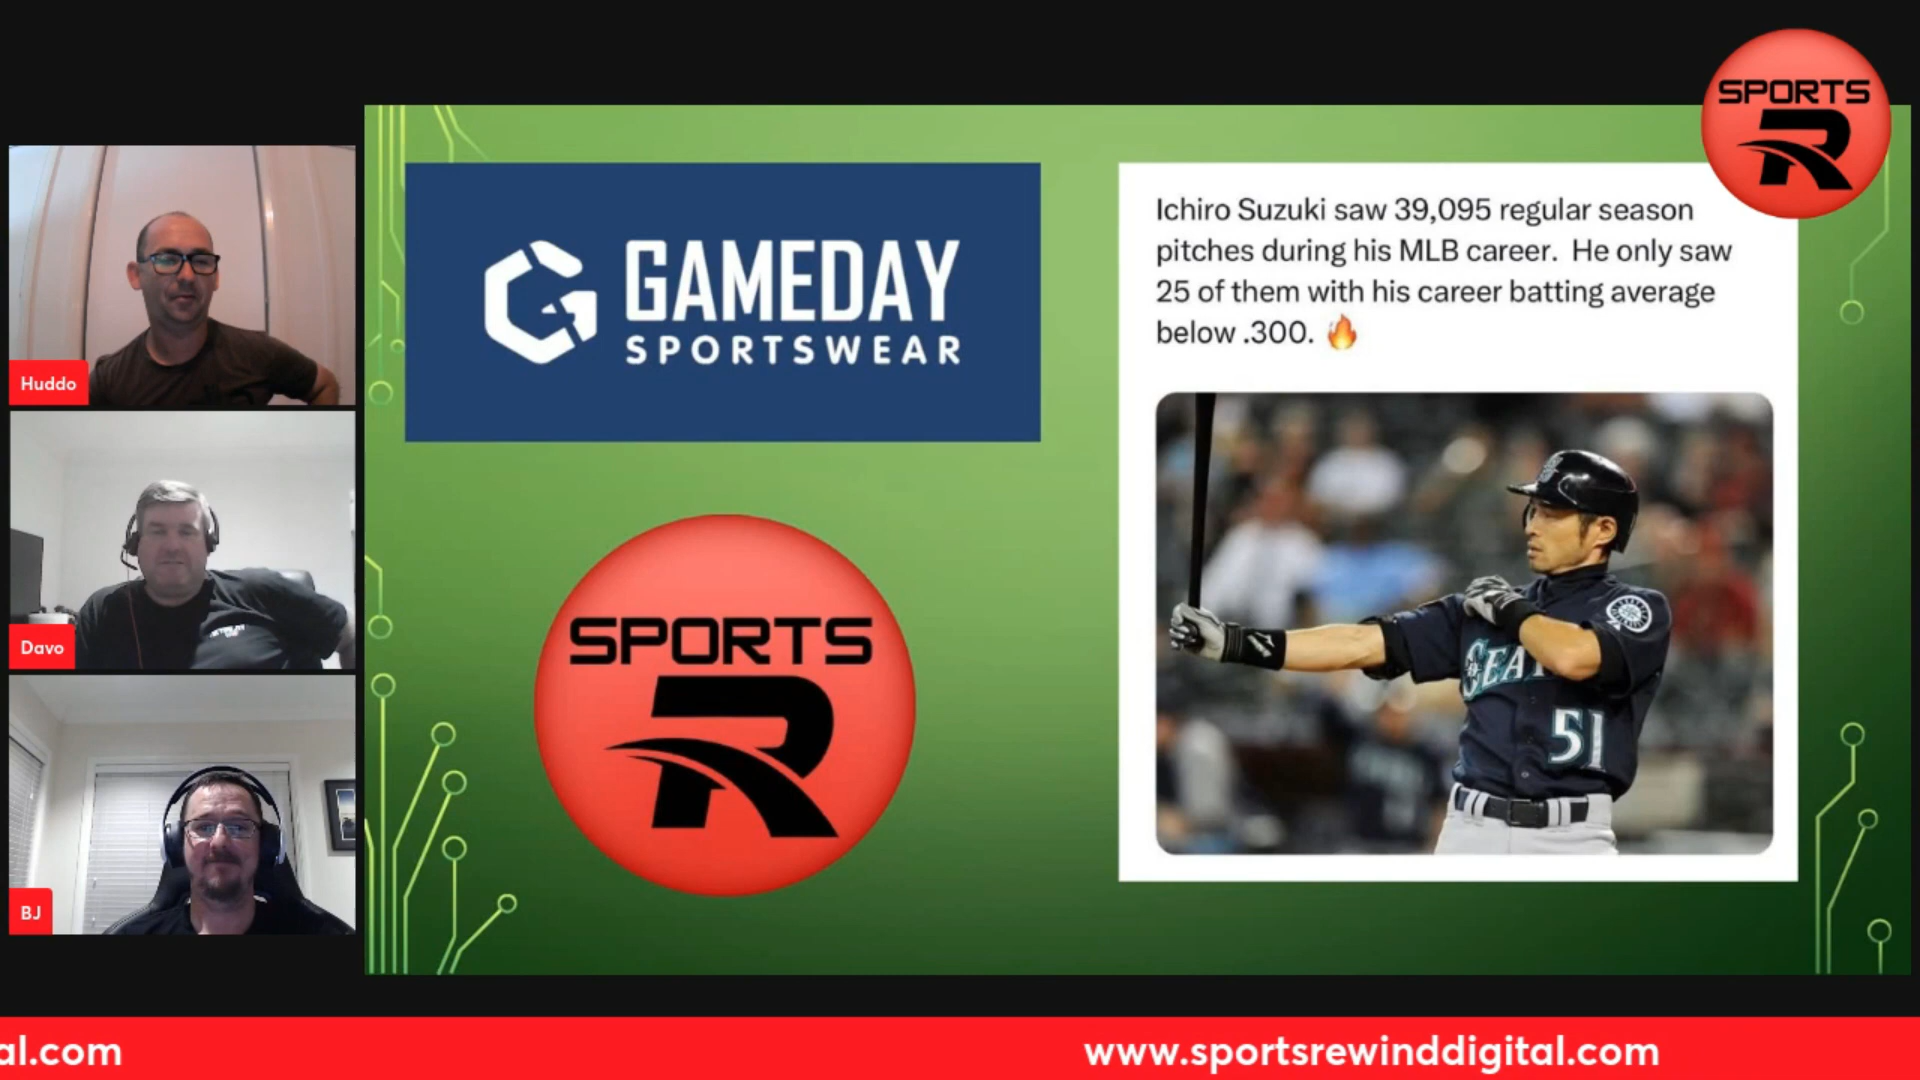 SPORTS
R
GAMEDAY
SPORTSWEAR
Ichiro Suzuki saw 39,095 regular season
pitches during his MLB career. He only saw
25 of them with his career batting average
below .300. 🔥
SEAT
51
SPORTS
R
Huddo
Davo
BJ
al.com
www.sportsrewinddigital.com